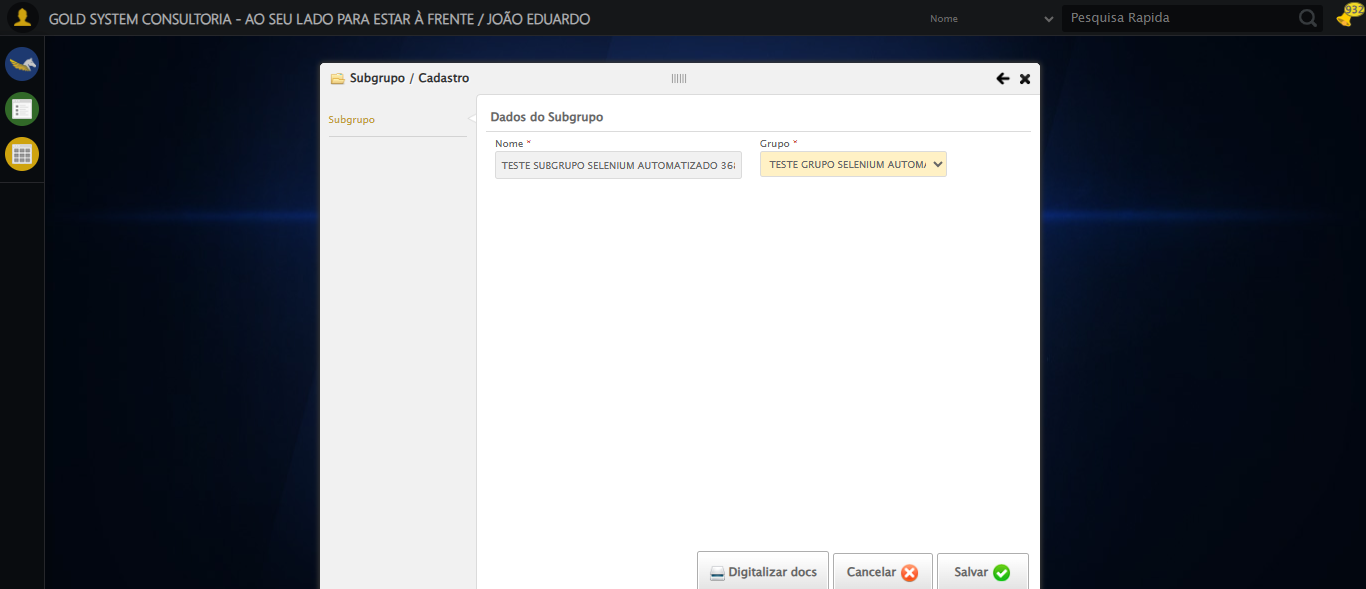 GOLD SYSTEM CONSULTORIA - AO SEU LADO PARA ESTAR À FRENTE / JOÃO EDUARDO
Nome
Pesquisa Rapida
932
Subgrupo / Cadastro
Subgrupo
Dados do Subgrupo
Nome *
Grupo *
TESTE SUBGRUPO SELENIUM AUTOMATIZADO 36
TESTE GRUPO SELENIUM AUTOM
Digitalizar docs
Cancelar
Salvar